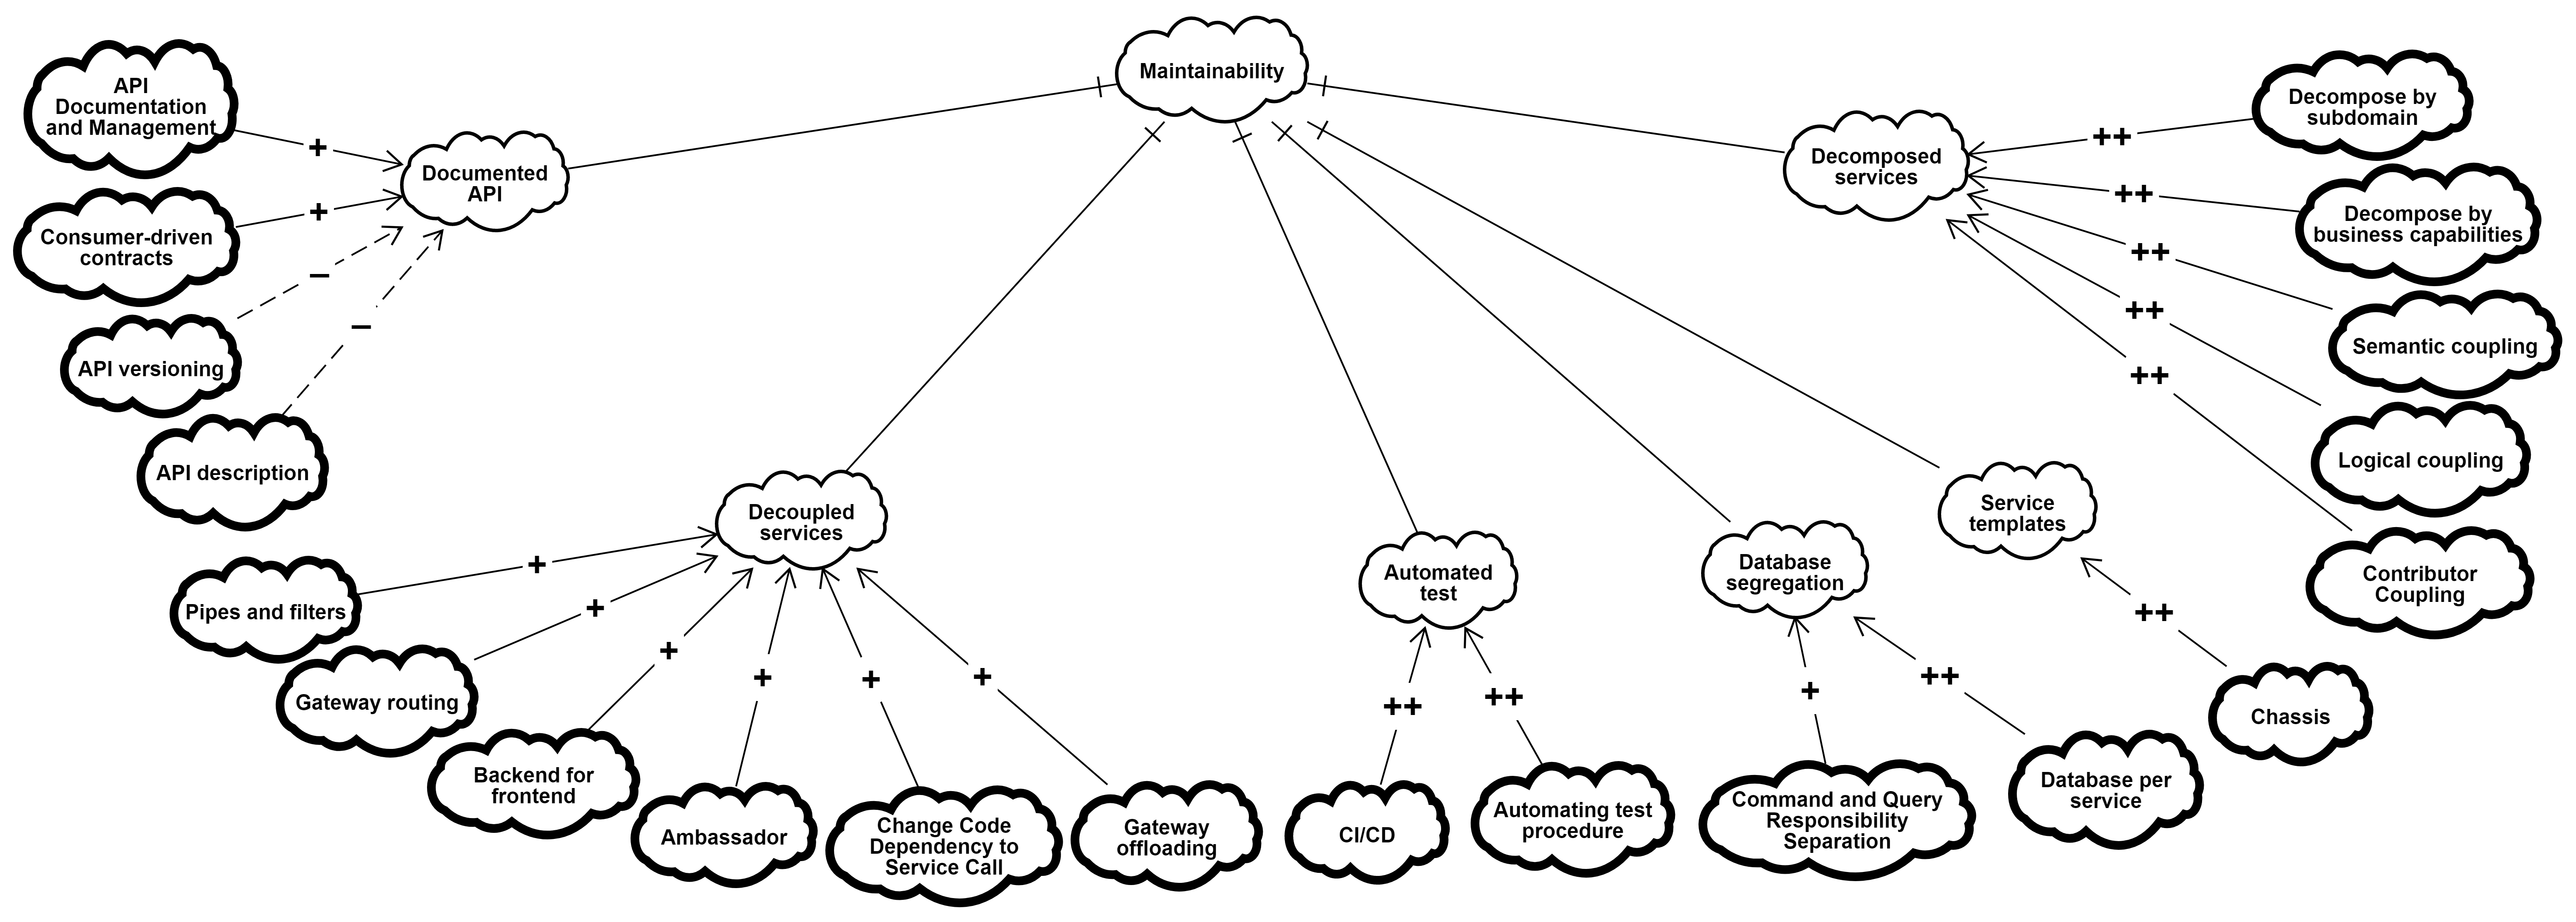 Maintainability
API
Documentation
and Management
+
Documented
API
Consumer-driven
contracts
+
API versioning
–
API description
–
Decomposed
services
Decompose by
subdomain
++
Decompose by
business capabilities
++
Semantic coupling
++
Logical coupling
++
Contributor
Coupling
++
Decoupled
services
Pipes and filters
+
Gateway routing
+
Backend for
frontend
+
Ambassador
+
Change Code
Dependency to
Service Call
+
Gateway
offloading
+
Automated
test
CI/CD
++
Automating test
procedure
++
Database
segregation
Command and Query
Responsibility
Separation
+
Database per
service
++
Service
templates
Chassis
++